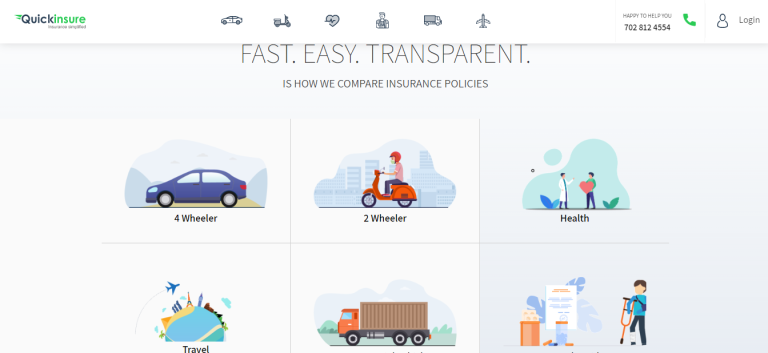 Quickinsure
Insurance simplified
HAPPY TO HELP YOU
702 812 4554
Login
FAST. EASY. TRANSPARENT.
IS HOW WE COMPARE INSURANCE POLICIES
4 Wheeler
2 Wheeler
Health
Travel